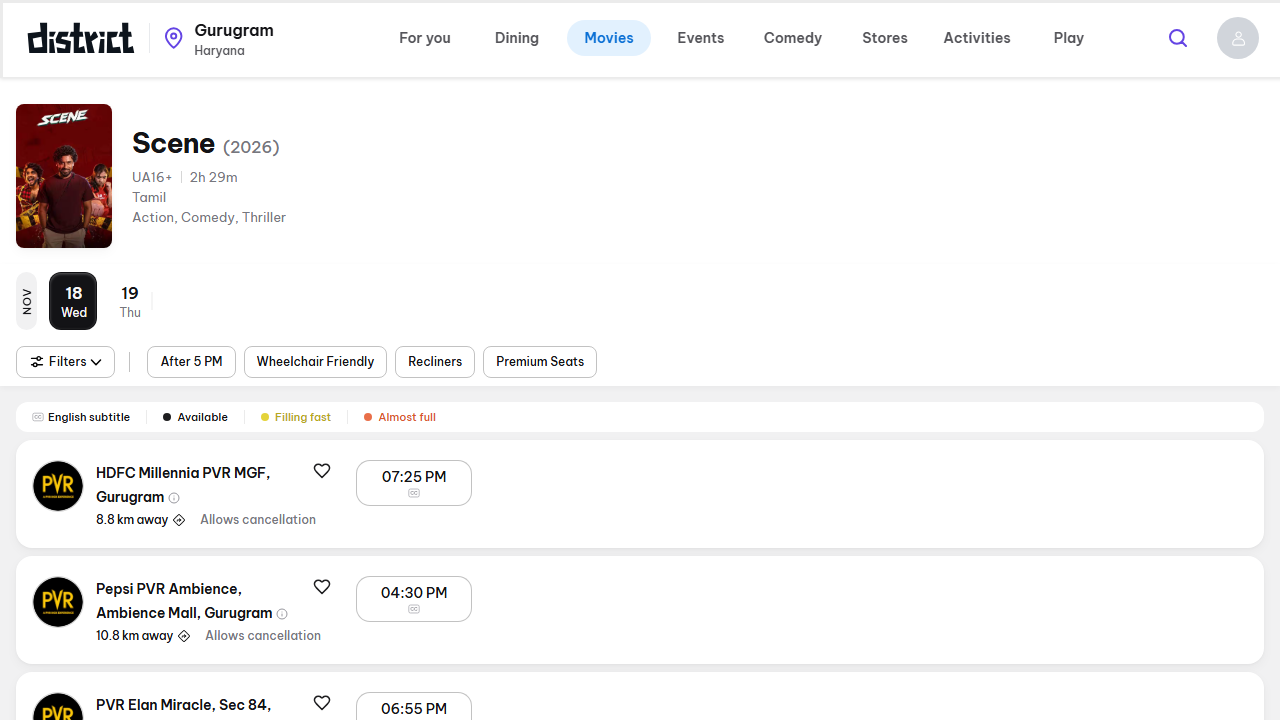 district
Gurugram
Haryana
For you
Dining
Movies
Events
Comedy
Stores
Activities
Play
SCENE
Scene (2026)
UA16+ 2h 29m
Tamil
Action, Comedy, Thriller
NOV
18
Wed
19
Thu
Filters
After 5 PM
Wheelchair Friendly
Recliners
Premium Seats
CC English subtitle
Available
Filling fast
Almost full
PVR
HDFC Millennia PVR MGF,
Gurugram
8.8 km away
Allows cancellation
07:25 PM
CC
PVR
Pepsi PVR Ambience,
Ambience Mall, Gurugram
10.8 km away
Allows cancellation
04:30 PM
CC
PVR
PVR Elan Miracle, Sec 84,
06:55 PM